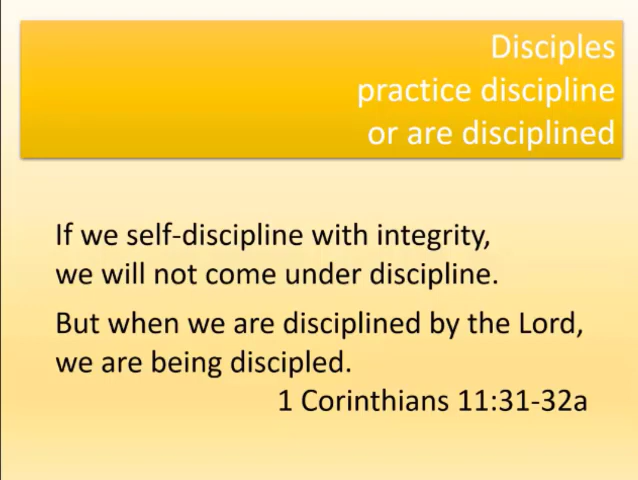 Disciples
practice discipline
or are disciplined
If we self-discipline with integrity,
we will not come under discipline.
But when we are disciplined by the Lord,
we are being discipled.
1 Corinthians 11:31-32a